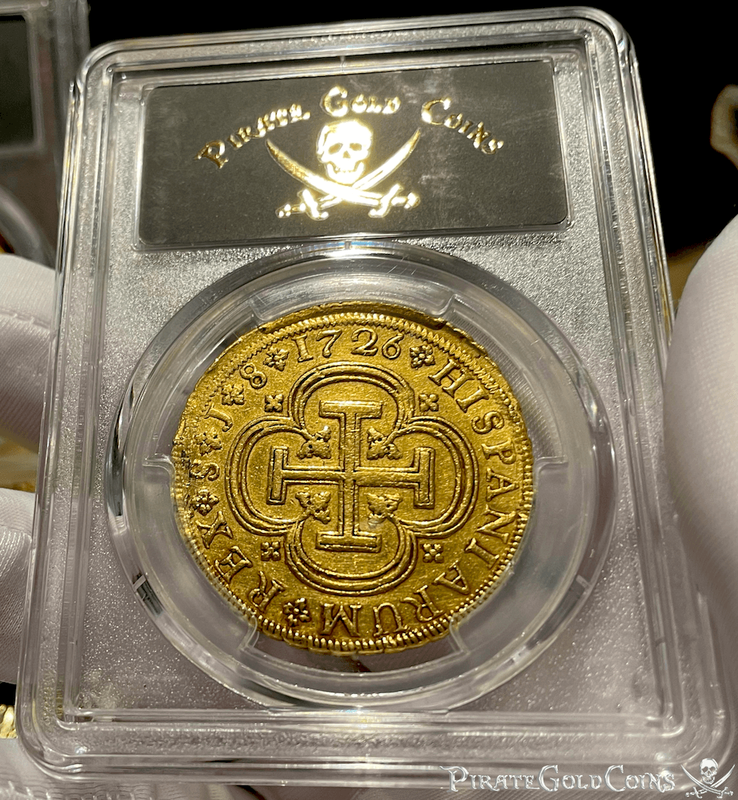 Pirate Gold Coins
1726 HISPANIARUM REX S J 8
PirateGoldCoins